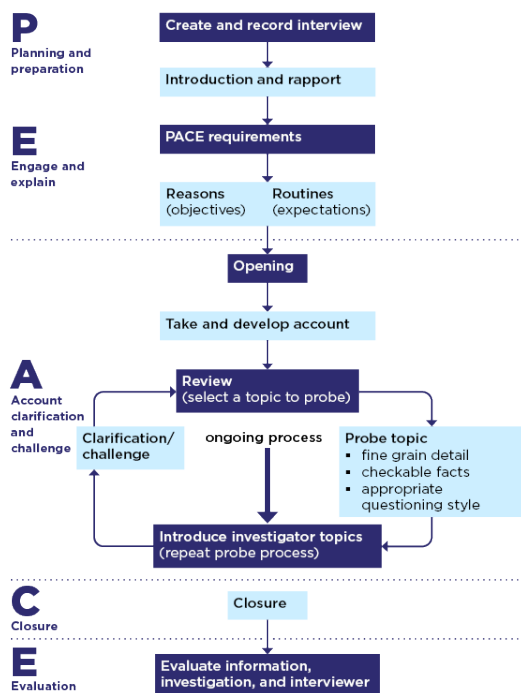 P
Planning and
preparation
Create and record interview
Introduction and rapport
E
Engage and
explain
PACE requirements
Reasons
(objectives)
Routines
(expectations)
Opening
Take and develop account
A
Account
clarification
and
challenge
Review
(select a topic to probe)
Clarification/
challenge
ongoing process
Probe topic
▪ fine grain detail
▪ checkable facts
▪ appropriate
questioning style
Introduce investigator topics
(repeat probe process)
C
Closure
Closure
E
Evaluation
Evaluate information,
investigation, and interviewer